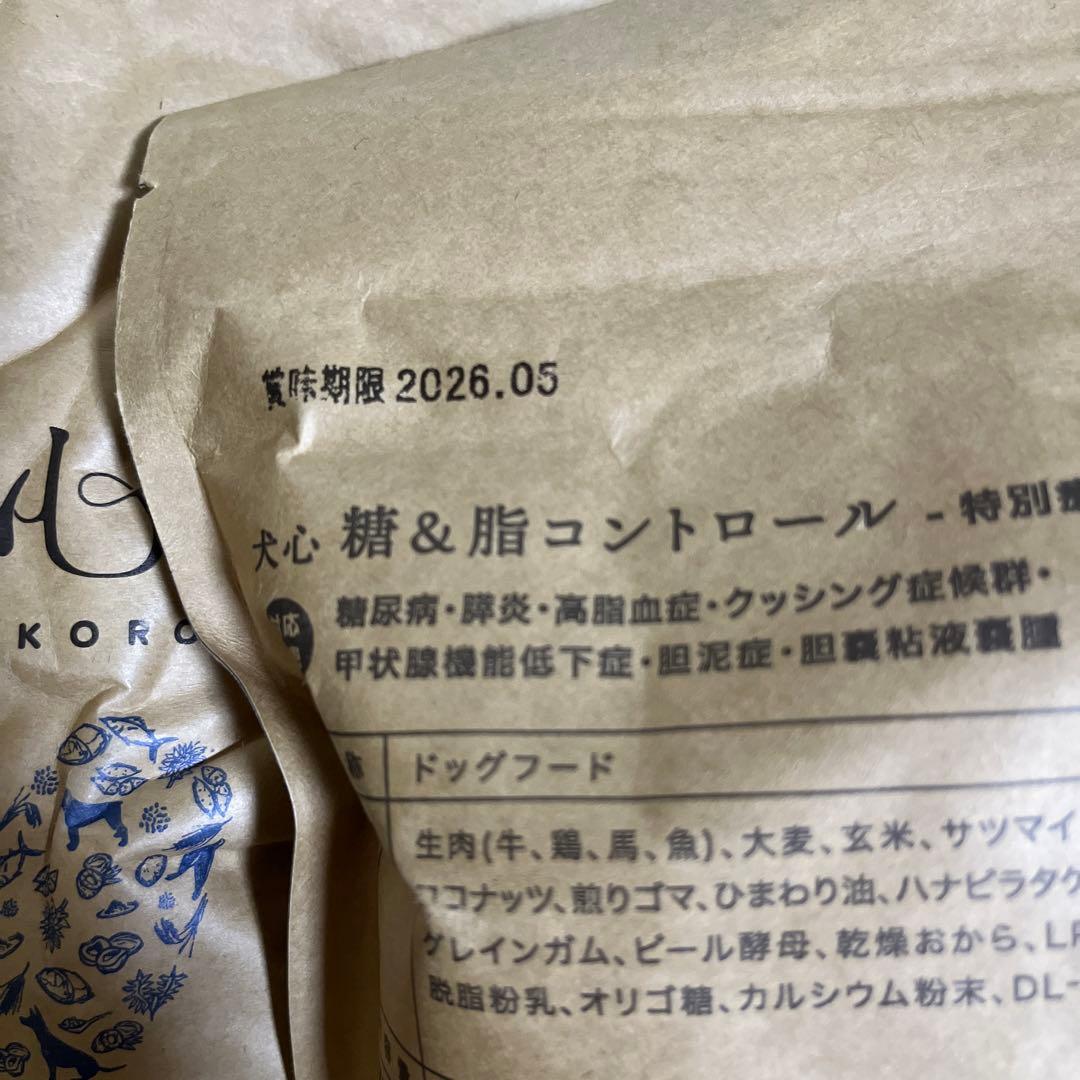 賞味期限 2026.05
心
KORO
犬心 糖&脂コントロール - 特別療
対応
糖尿病・膵炎・高脂血症・クッシング症候群・
甲状腺機能低下症・胆泥症・胆嚢粘液嚢腫
称 ドッグフード
生肉(牛、鶏、馬、魚)、大麦、玄米、サツマイ
ココナッツ、煎りゴマ、ひまわり油、ハナビラタケ
グレインガム、ビール酵母、乾燥おから、
脱脂粉乳、オリゴ糖、カルシウム粉末、DL-